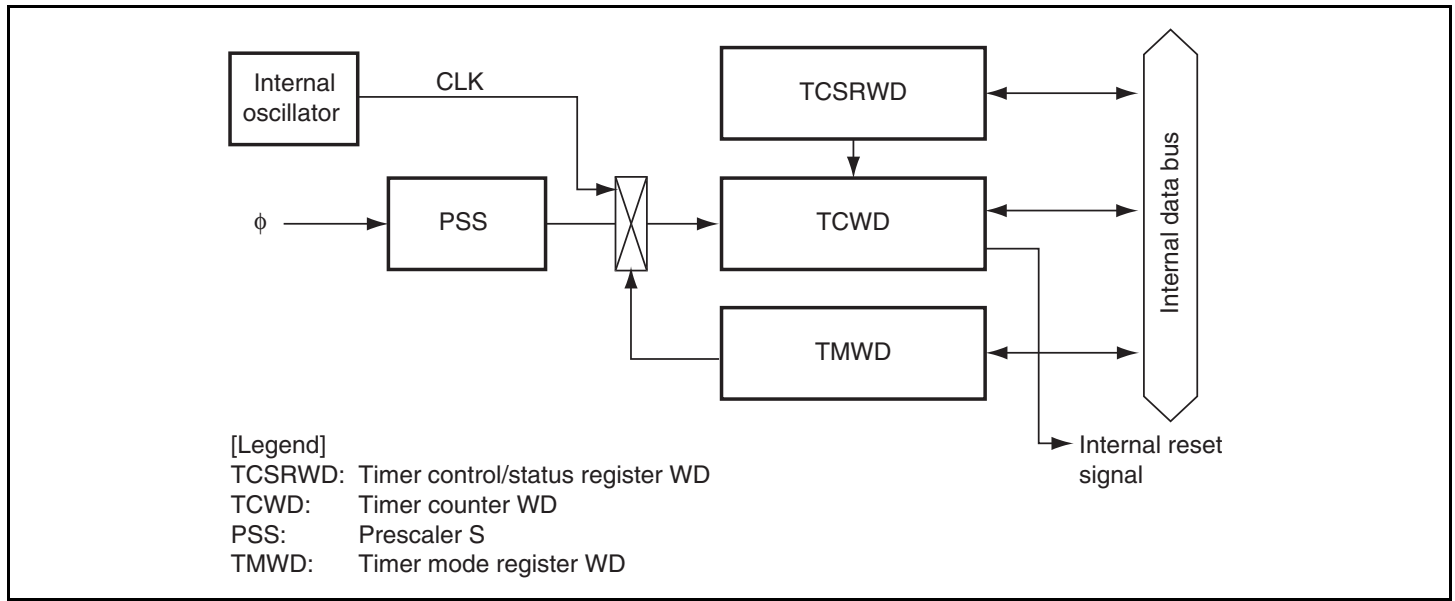 Internal
oscillator
CLK
TCSRWD
φ
PSS
TCWD
TMWD
Internal data bus
Internal reset
signal
[Legend]
TCSRWD: Timer control/status register WD
TCWD: Timer counter WD
PSS: Prescaler S
TMWD: Timer mode register WD